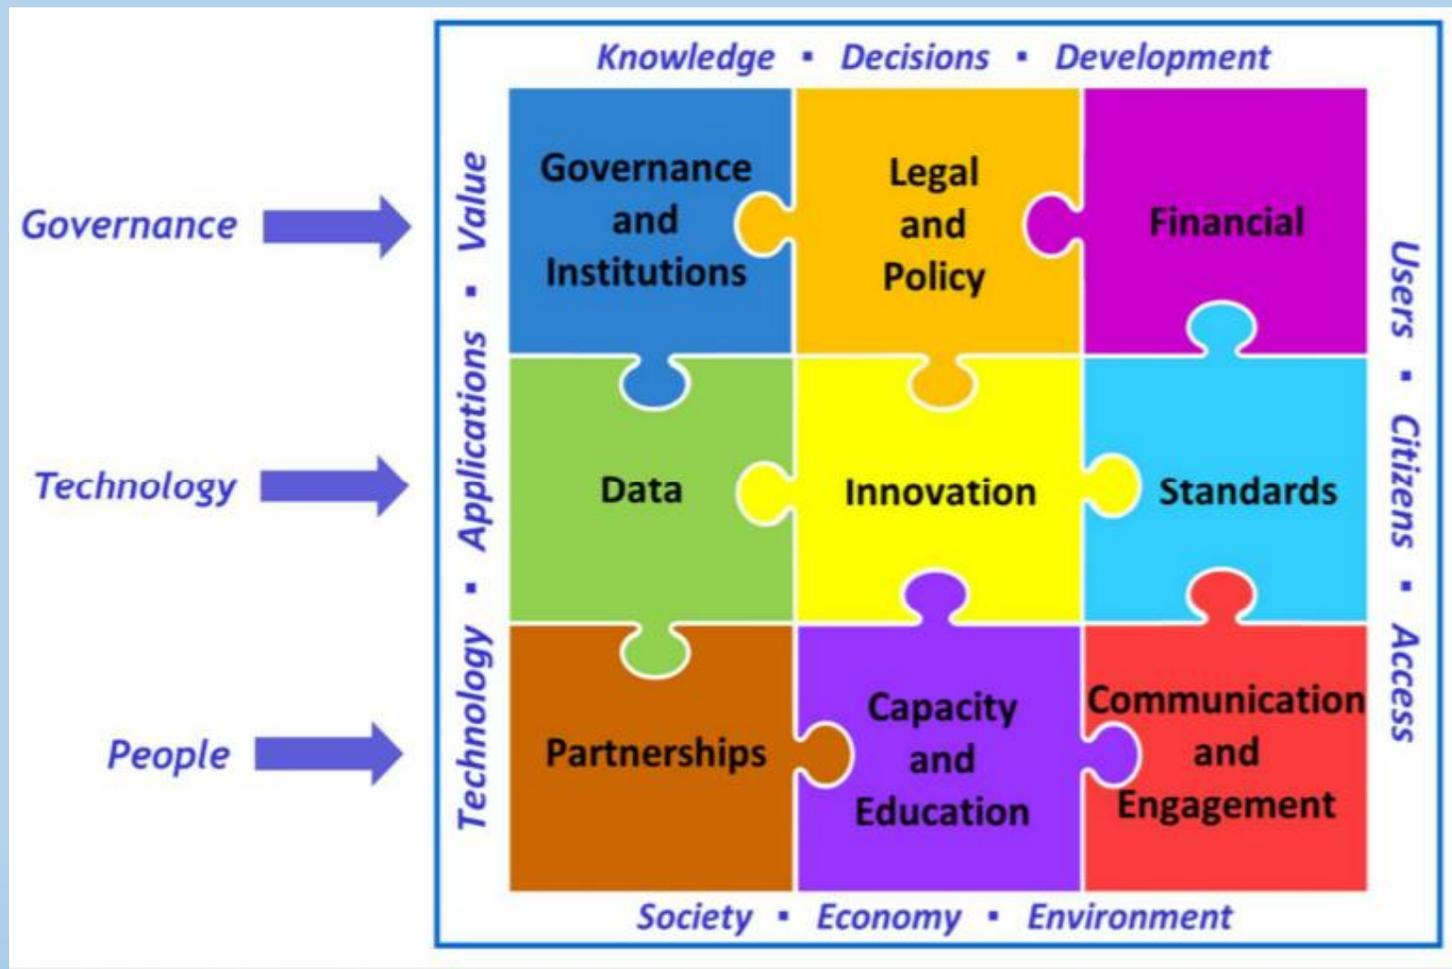 Knowledge ▪ Decisions ▪ Development
Governance
Technology ▪ Applications ▪ Value
Governance
and
Institutions
Legal
and
Policy
Financial
Users ▪ Citizens ▪ Access
Technology
Data
Innovation
Standards
People
Partnerships
Capacity
and
Education
Communication
and
Engagement
Society ▪ Economy ▪ Environment